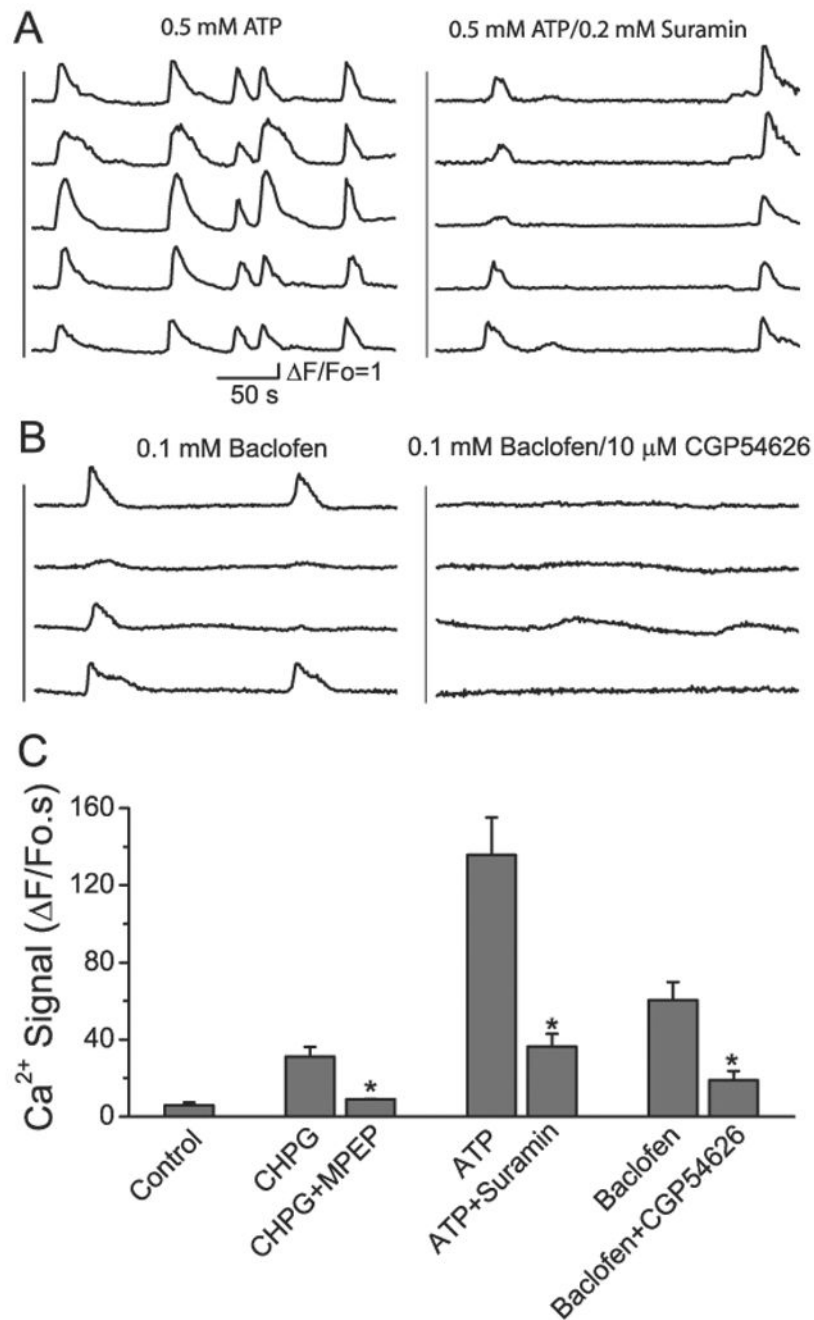 A
0.5 mM ATP
0.5 mM ATP/0.2 mM Suramin
ΔF/Fo=1
50 s
B
0.1 mM Baclofen
0.1 mM Baclofen/10 μM CGP54626
C
Ca2+ Signal (ΔF/Fo.s)
160
120
80
40
0
*
*
*
Control
CHPG
CHPG+MPEP
ATP
ATP+Suramin
Baclofen
Baclofen+CGP54626